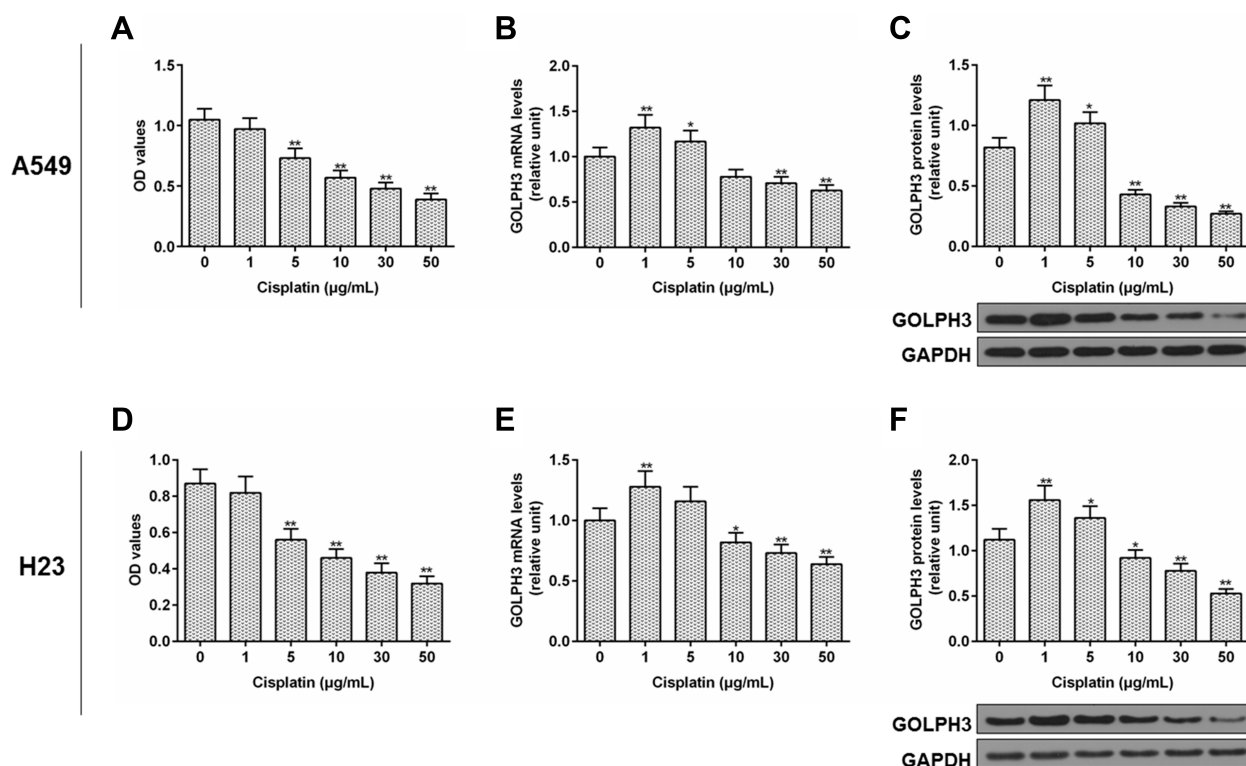 A
B
C
A549
OD values
1.5
1.0
0.5
0.0
**
**
**
**
0 1 5 10 30 50
Cisplatin (µg/mL)
GOLPH3 mRNA levels
(relative unit)
2.0
1.5
1.0
0.5
0.0
**
*
**
**
0 1 5 10 30 50
Cisplatin (µg/mL)
GOLPH3 protein levels
(relative unit)
1.5
1.0
0.5
0.0
**
*
**
**
**
0 1 5 10 30 50
Cisplatin (µg/mL)
GOLPH3
GAPDH
D
E
F
H23
OD values
1.0
0.8
0.6
0.4
0.2
0.0
**
**
**
**
0 1 5 10 30 50
Cisplatin (µg/mL)
GOLPH3 mRNA levels
(relative unit)
1.5
1.0
0.5
0.0
**
*
**
**
0 1 5 10 30 50
Cisplatin (µg/mL)
GOLPH3 protein levels
(relative unit)
2.0
1.5
1.0
0.5
0.0
**
*
*
**
**
0 1 5 10 30 50
Cisplatin (µg/mL)
GOLPH3
GAPDH